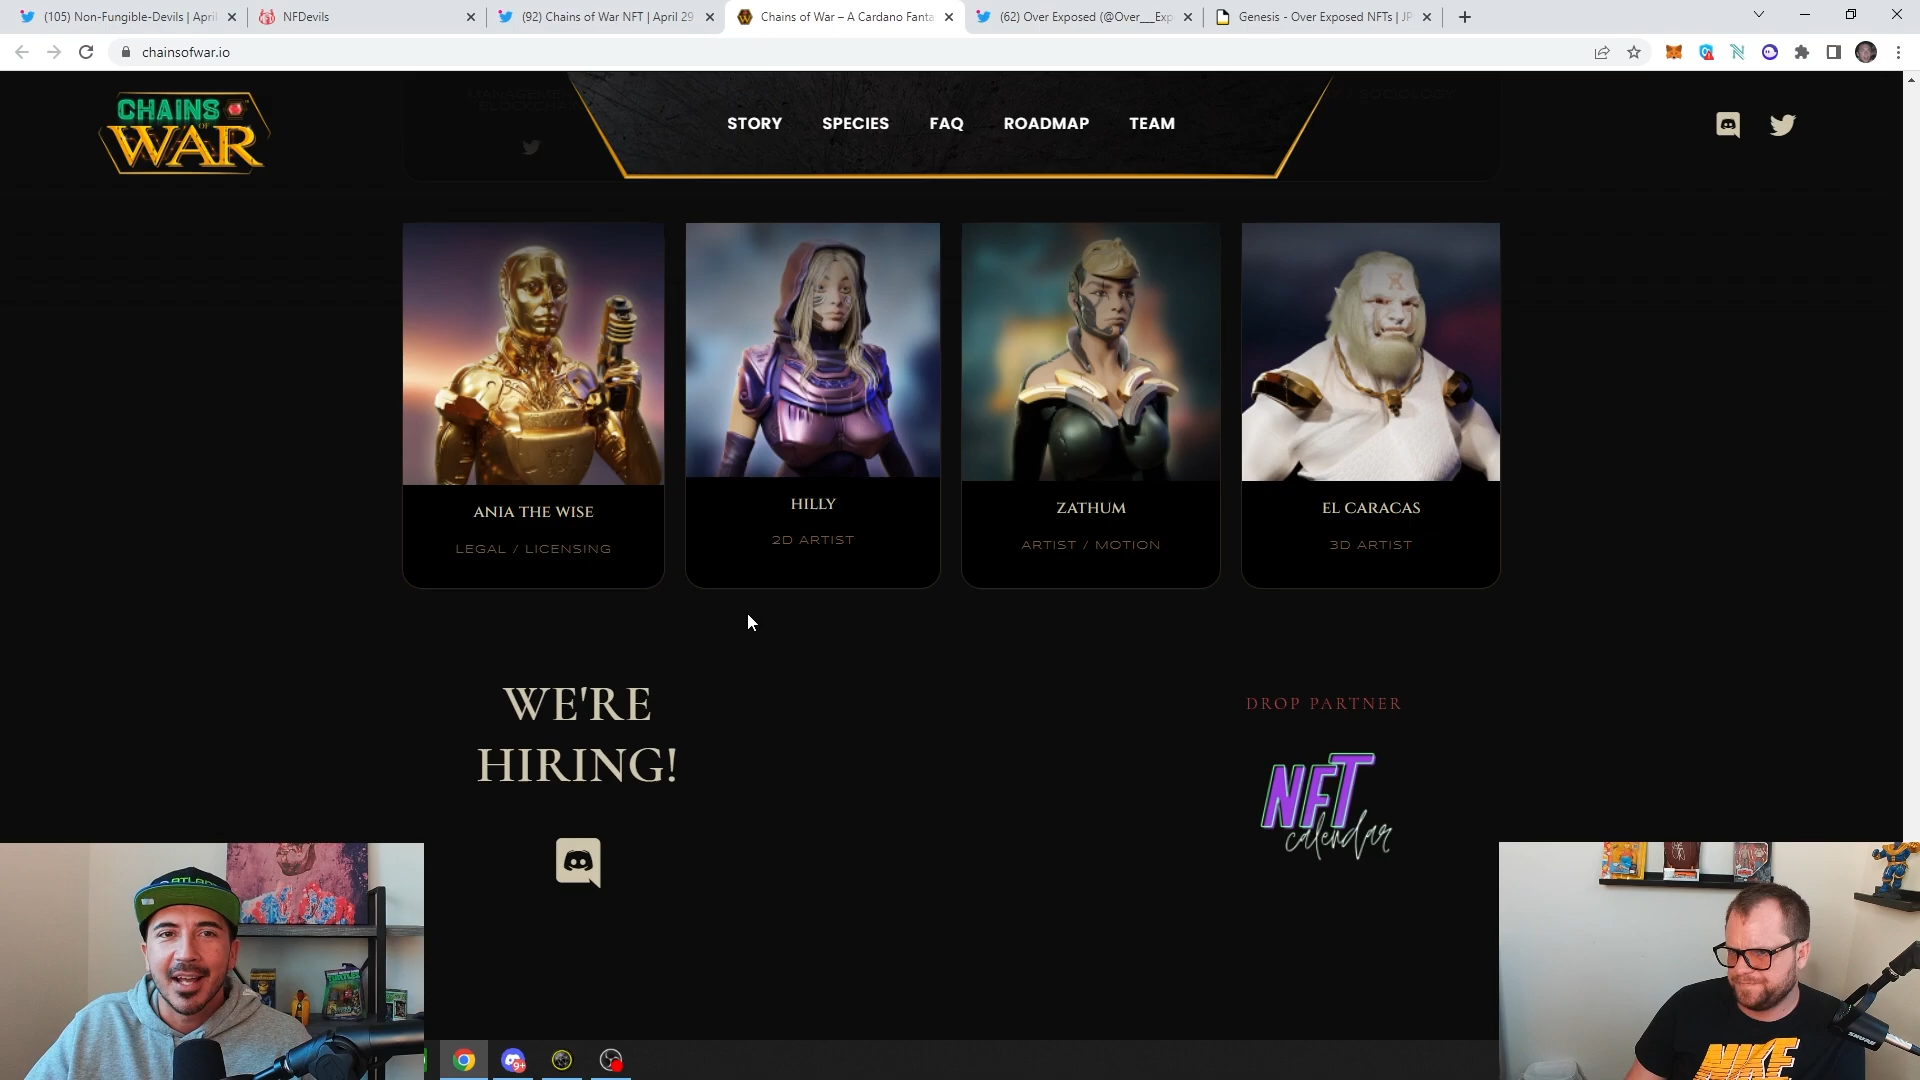 (105) Non-Fungible-Devils | April
NFDevils
(92) Chains of War NFT | April 29
Chains of War – A Cardano Fanta
(62) Over Exposed (@Over__Exp
Genesis - Over Exposed NFTs | JP
chainsofwar.io
CHAINS
OF
WAR
STORY
SPECIES
FAQ
ROADMAP
TEAM
ANIA THE WISE
LEGAL / LICENSING
HILLY
2D ARTIST
ZATHUM
ARTIST / MOTION
EL CARACAS
3D ARTIST
WE'RE
HIRING!
DROP PARTNER
NFT
calendar
9+
NIKE